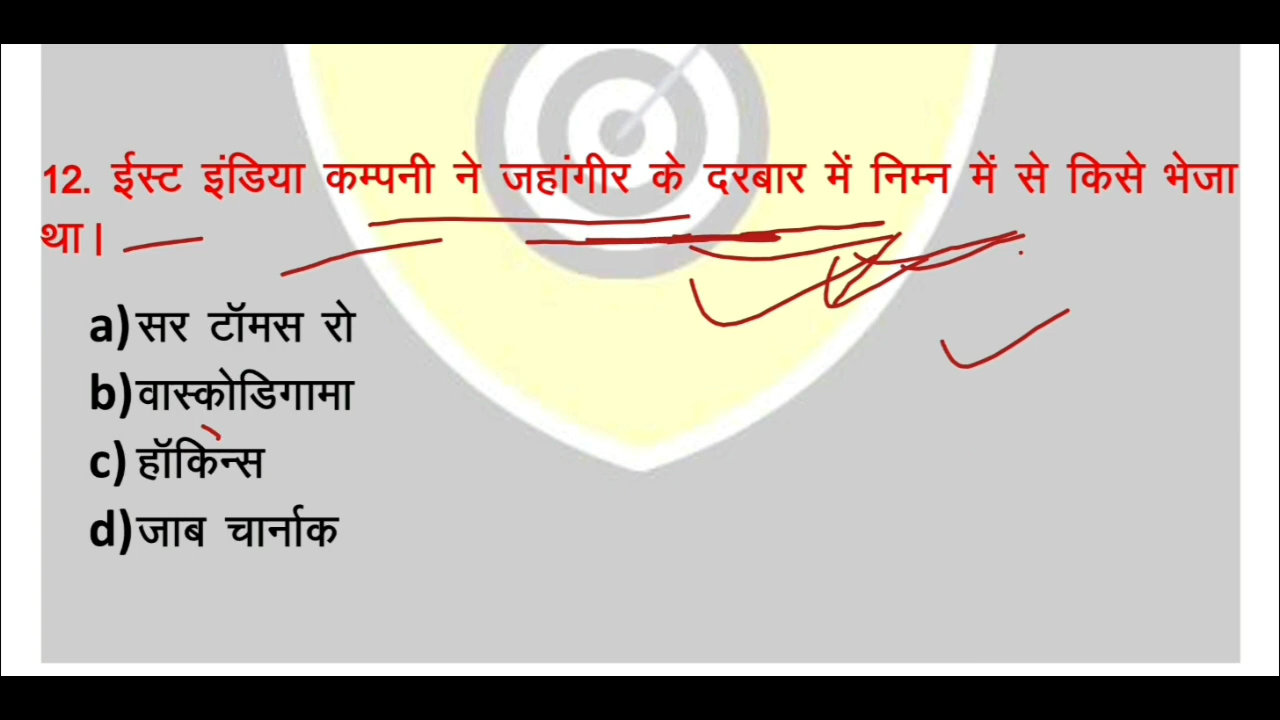 12. ईस्ट इंडिया कम्पनी ने जहांगीर के दरबार में निम्न में से किसे भेजा
था।
a) सर टॉमस रो
b) वास्कोडिगामा
c) हॉकिन्स
d) जाब चार्नाक